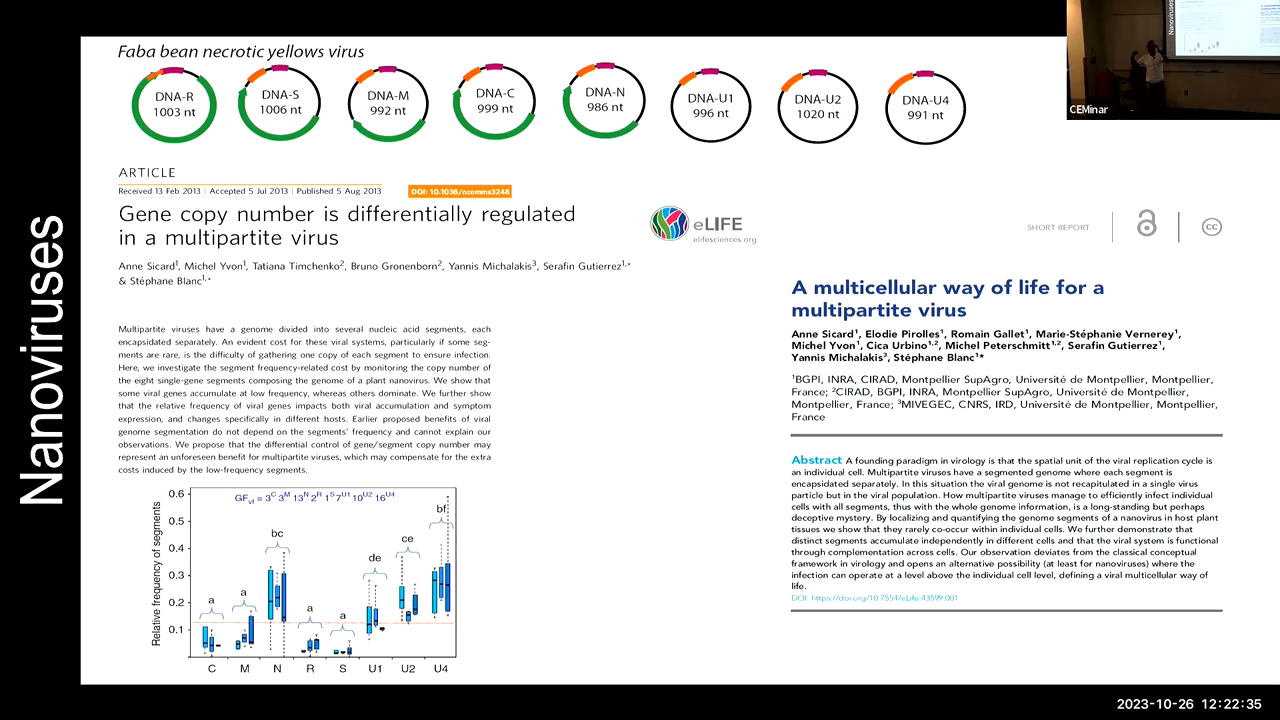 Faba bean necrotic yellows virus
DNA-R
1003 nt
DNA-S
1006 nt
DNA-M
992 nt
DNA-C
999 nt
DNA-N
986 nt
DNA-U1
996 nt
DNA-U2
1020 nt
DNA-U4
991 nt
Nanoviruses
CEMinar
Nanoviruses
ARTICLE
Received 13 Feb 2013 | Accepted 5 Jul 2013 | Published 5 Aug 2013
DOI: 10.1038/ncomms3248
Gene copy number is differentially regulated
in a multipartite virus
Anne Sicard¹, Michel Yvon¹, Tatiana Timchenko², Bruno Gronenborn², Yannis Michalakis³, Serafin Gutierrez¹,*
& Stéphane Blanc¹,*
Multipartite viruses have a genome divided into several nucleic acid segments, each
encapsidated separately. An evident cost for these viral systems, particularly if some seg-
ments are rare, is the difficulty of gathering one copy of each segment to ensure infection.
Here, we investigate the segment frequency-related cost by monitoring the copy number of
the eight single-gene segments composing the genome of a plant nanovirus. We show that
some viral genes accumulate at low frequency, whereas others dominate. We further show
that the relative frequency of viral genes impacts both viral accumulation and symptom
expression, and changes specifically in different hosts. Earlier proposed benefits of viral
genome segmentation do not depend on the segments' frequency and cannot explain our
observations. We propose that the differential control of gene/segment copy number may
represent an unforeseen benefit for multipartite viruses, which may compensate for the extra
costs induced by the low-frequency segments.
Relative frequency of segments
GFvf = 3^C 3^M 13^N 2^R 1^S 7^U1 10^U2 16^U4
0.6
0.5
0.4
0.3
0.2
0.1
a
a
bc
a
a
de
ce
bf
C
M
N
R
S
U1
U2
U4
eLIFE
elifesciences.org
SHORT REPORT
cc
A multicellular way of life for a
multipartite virus
Anne Sicard¹, Elodie Pirolles¹, Romain Gallet¹, Marie-Stéphanie Vernerey¹,
Michel Yvon¹, Cica Urbino¹,², Michel Peterschmitt¹,², Serafin Gutierrez¹,
Yannis Michalakis³, Stéphane Blanc¹*
¹BGPI, INRA, CIRAD, Montpellier SupAgro, Université de Montpellier, Montpellier,
France; ²CIRAD, BGPI, INRA, Montpellier SupAgro, Université de Montpellier,
Montpellier, France; ³MIVEGEC, CNRS, IRD, Université de Montpellier, Montpellier,
France
Abstract A founding paradigm in virology is that the spatial unit of the viral replication cycle is
an individual cell. Multipartite viruses have a segmented genome where each segment is
encapsidated separately. In this situation the viral genome is not recapitulated in a single virus
particle but in the viral population. How multipartite viruses manage to efficiently infect individual
cells with all segments, thus with the whole genome information, is a long-standing but perhaps
deceptive mystery. By localizing and quantifying the genome segments of a nanovirus in host plant
tissues we show that they rarely co-occur within individual cells. We further demonstrate that
distinct segments accumulate independently in different cells and that the viral system is functional
through complementation across cells. Our observation deviates from the classical conceptual
framework in virology and opens an alternative possibility (at least for nanoviruses) where the
infection can operate at a level above the individual cell level, defining a viral multicellular way of
life.
DOI: https://doi.org/10.7554/eLife.43599.001
2023-10-26 12:22:35